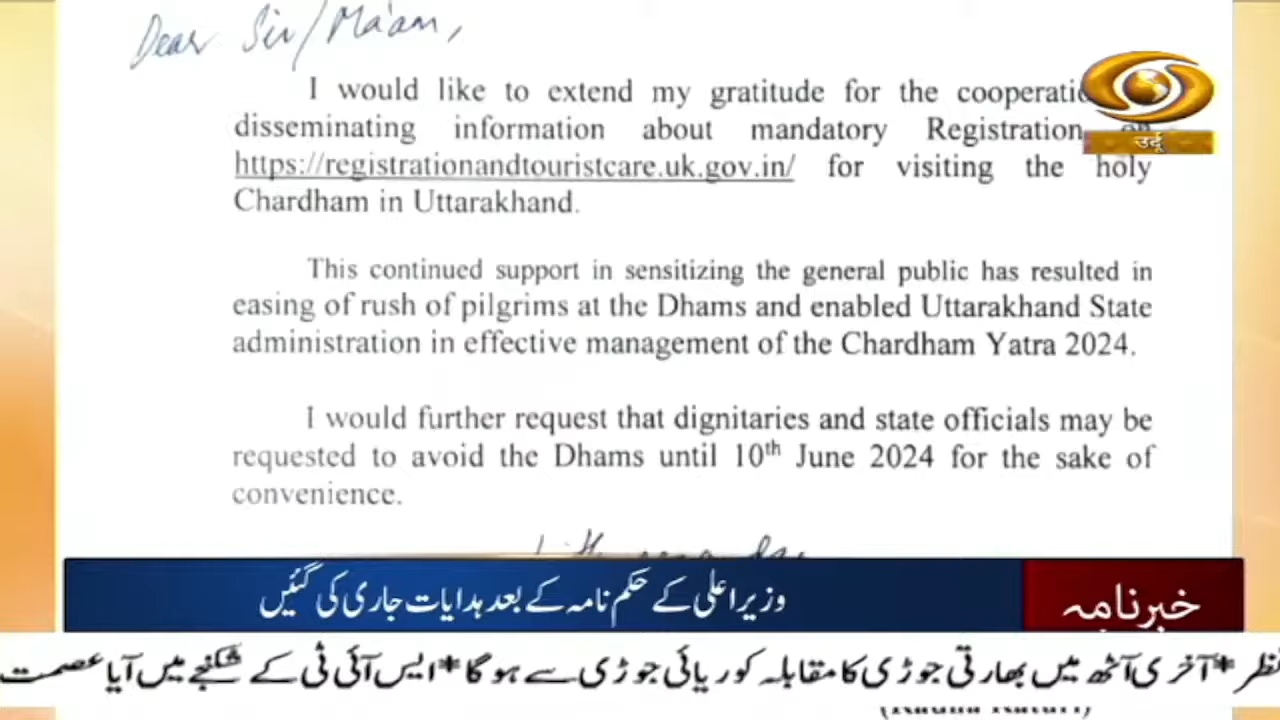 Dear Sir/Ma'am,
I would like to extend my gratitude for the
disseminating information about mandatory Registration on
https://registrationandtouristcare.uk.gov.in/ for visiting the holy
Chardham in Uttarakhand.
This continued support in sensitizing the general public has resulted in
easing of rush of pilgrims at the Dhams and enabled Uttarakhand State
administration in effective management of the Chardham Yatra 2024.
I would further request that dignitaries and state officials may be
requested to avoid the Dhams until 10th June 2024 for the sake of
convenience.
उर्दू
وزیر اعلیٰ کے حکم نامہ کے بعد ہدایات جاری کی گئیں
خبرنامہ
*آخری آٹھ میں بھارتی جوڑی کا مقابلہ کوریائی جوڑی سے ہوگا*ایس آئی ٹی کے شکنجے میں آیا عصمت